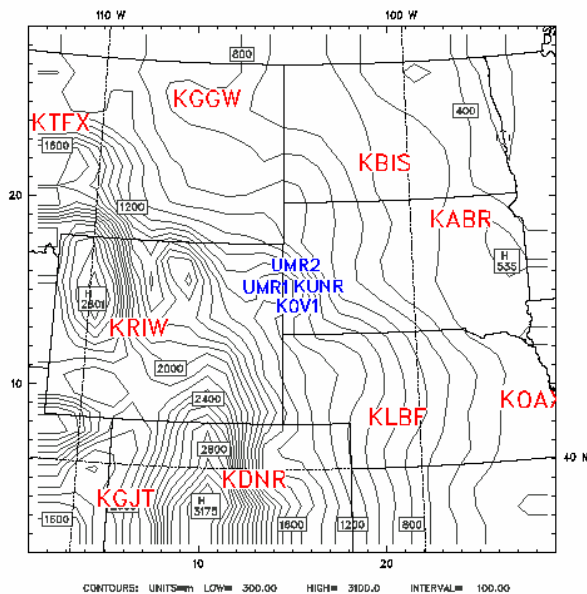 110 W 100 W
800
KGGW
400
KTFX
1600
KBIS
20
1200
KABR
H
535
UMR2
UMR1 KUNR
K0V1
H
2801
KRIW
2000
10
2400
KOAX
KLBF
2800
40 N
KDNR
KGJT
H
3175
1600
1600
1200
800
10 20
CONTOURS: UNITS=m LOW= 300.00 HIGH= 3100.0 INTERVAL= 100.00